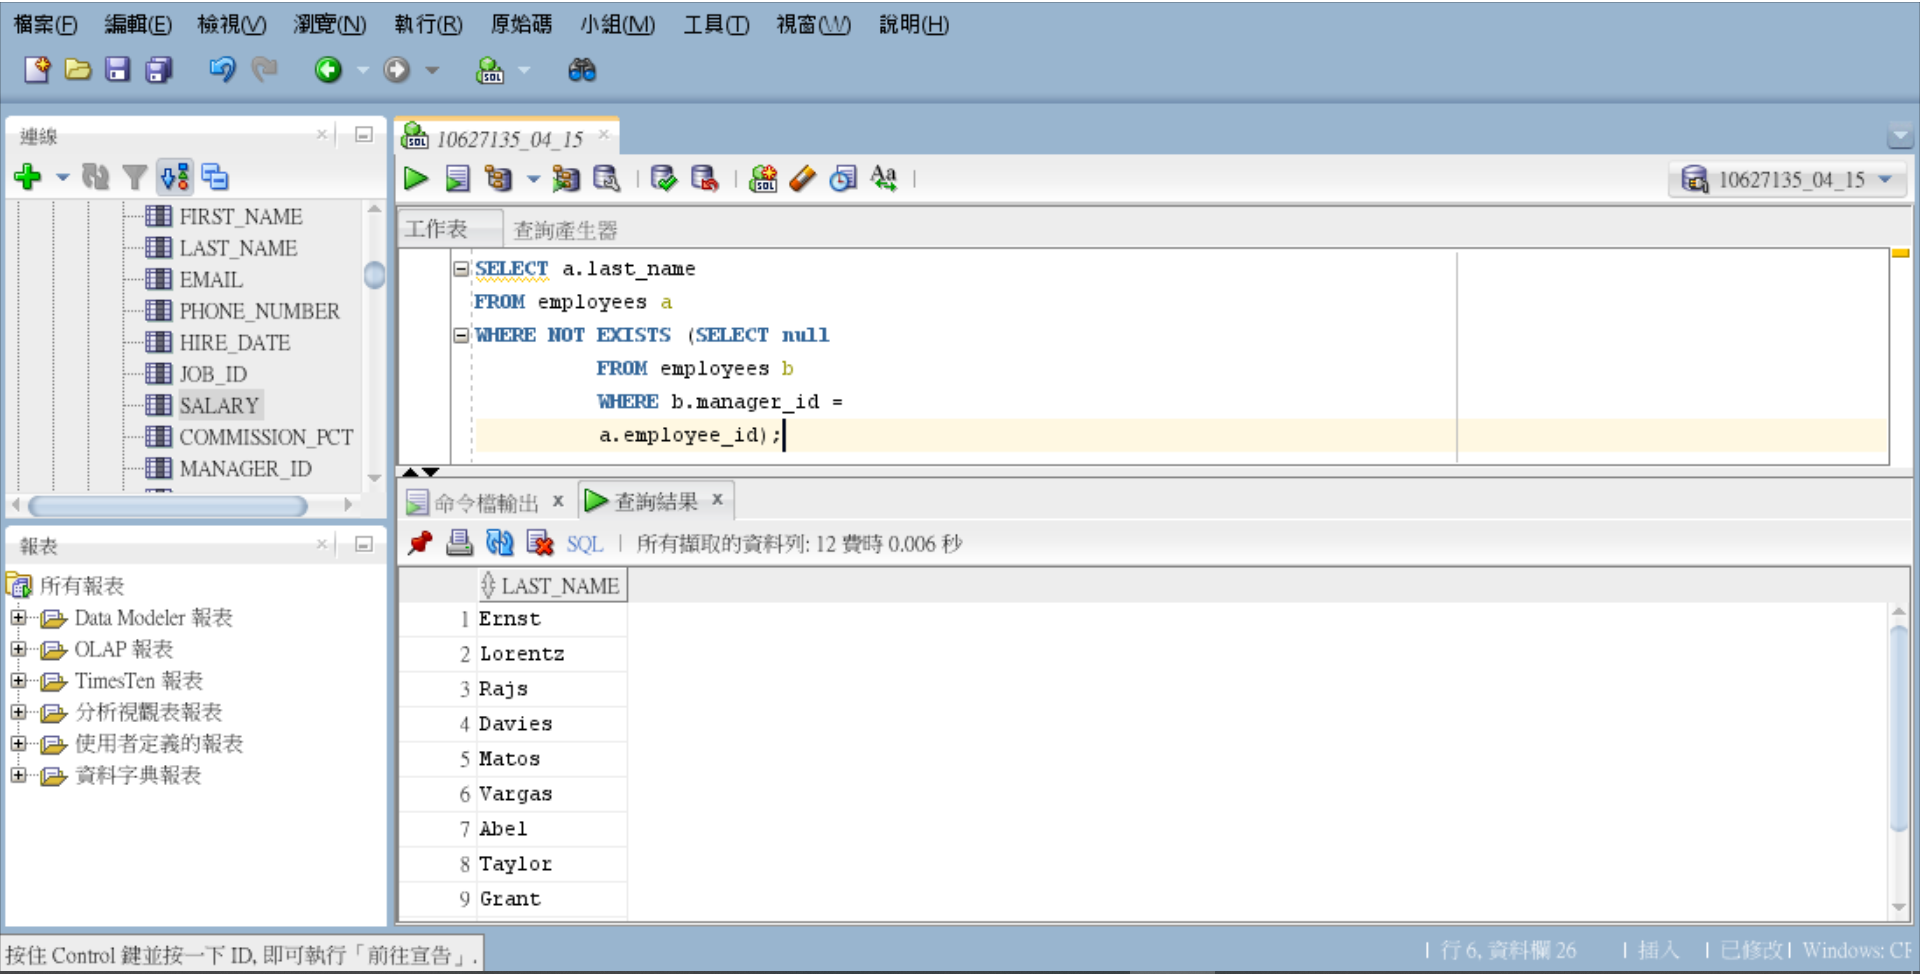 檔案(F) 編輯(E) 檢視(V) 瀏覽(N) 執行(R) 原始碼 小組(M) 工具(T) 視窗(W) 說明(H)
連線
FIRST_NAME
LAST_NAME
EMAIL
PHONE_NUMBER
HIRE_DATE
JOB_ID
SALARY
COMMISSION_PCT
MANAGER_ID
報表
所有報表
Data Modeler 報表
OLAP 報表
TimesTen 報表
分析視觀表報表
使用者定義的報表
資料字典報表
10627135_04_15
10627135_04_15
工作表 查詢產生器
SELECT a.last_name
FROM employees a
WHERE NOT EXISTS (SELECT null
FROM employees b
WHERE b.manager_id =
a.employee_id);
命令檔輸出 查詢結果
SQL | 所有擷取的資料列: 12 費時 0.006 秒
LAST_NAME
1 Ernst
2 Lorentz
3 Rajs
4 Davies
5 Matos
6 Vargas
7 Abel
8 Taylor
9 Grant
按住 Control 鍵並按一下 ID, 即可執行「前往宣告」.
| 行 6, 資料欄 26 | 插入 | 已修改 | Windows: CF